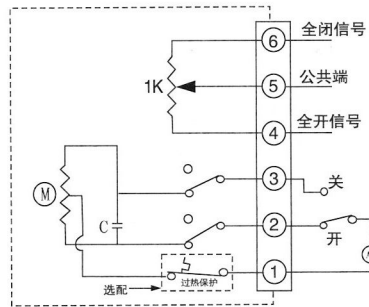 ⑥ 全闭信号
1K ⑤ 公共端
④ 全开信号
③ 关
M
C ② 开
过热保护 ①
选配